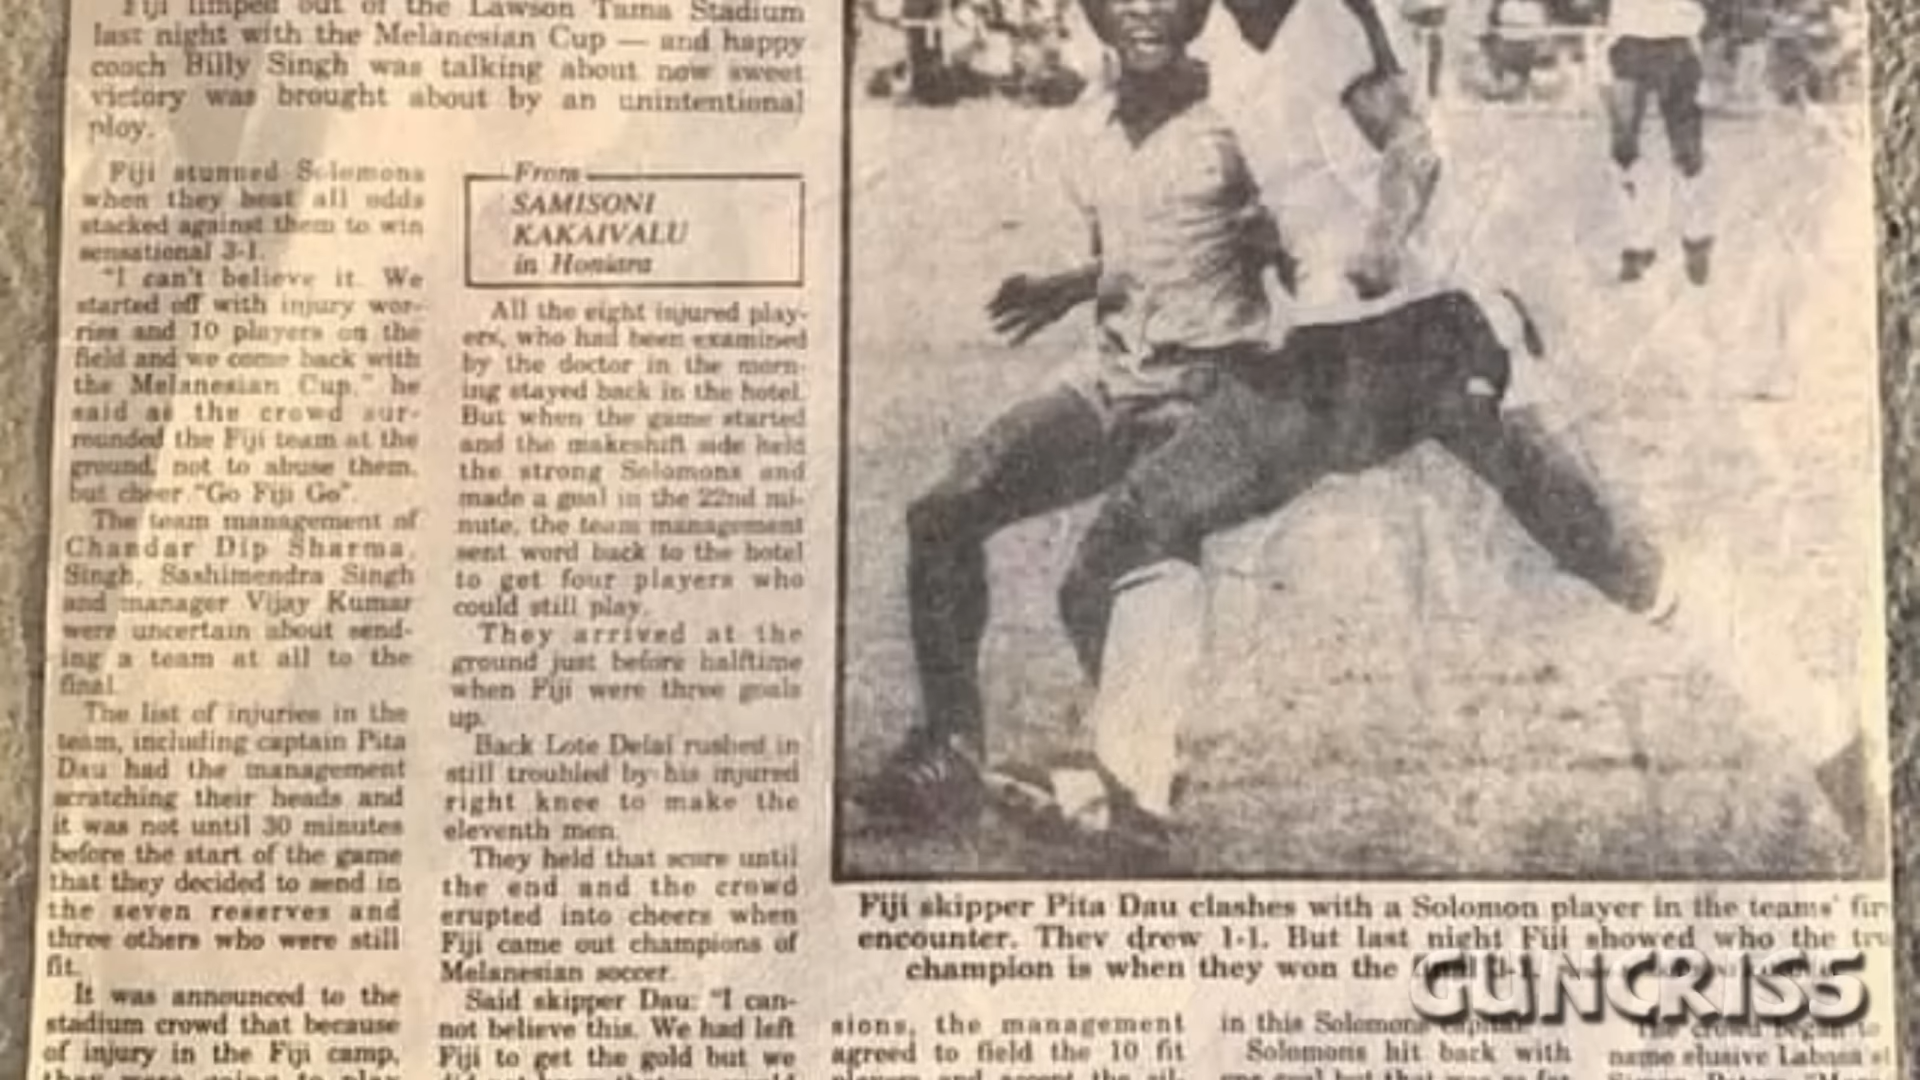 Fiji limped out of the Lawson Tama Stadium
last night with the Melanesian Cup — and happy
coach Billy Singh was talking about now sweet
victory was brought about by an unintentional
ploy.
Fiji stunned Solomons
when they beat all odds
stacked against them to win
sensational 3-1.
"I can't believe it. We
started off with injury wor-
ries and 10 players on the
field and we come back with
the Melanesian Cup," he
said as the crowd sur-
rounded the Fiji team at the
ground, not to abuse them,
but cheer "Go Fiji Go".
The team management of
Chandar Dip Sharma,
Singh, Sashimendra Singh
and manager Vijay Kumar
were uncertain about send-
ing a team at all to the
final.
The list of injuries in the
team, including captain Pita
Dau had the management
scratching their heads and
it was not until 30 minutes
before the start of the game
that they decided to send in
the seven reserves and
three others who were still
fit.
It was announced to the
stadium crowd that because
of injury in the Fiji camp,
they were going to play
From
SAMISONI
KAKAIVALU
in Honiara
All the eight injured play-
ers, who had been examined
by the doctor in the morn-
ing stayed back in the hotel.
But when the game started
and the makeshift side held
the strong Solomons and
made a goal in the 22nd mi-
nute, the team management
sent word back to the hotel
to get four players who
could still play.
They arrived at the
ground just before halftime
when Fiji were three goals
up.
Back Lote Delai rushed in
still troubled by his injured
right knee to make the
eleventh men.
They held that score until
the end and the crowd
erupted into cheers when
Fiji came out champions of
Melanesian soccer.
Said skipper Dau: "I can-
not believe this. We had left
Fiji to get the gold but we
Fiji skipper Pita Dau clashes with a Solomon player in the teams' fir
encounter. They drew 1-1. But last night Fiji showed who the tru
champion is when they won the
GUNCRIS5
sions, the management
agreed to field the 10 fit
in this Solomons
Solomons hit back with
The crowd began to
name elusive Labasa